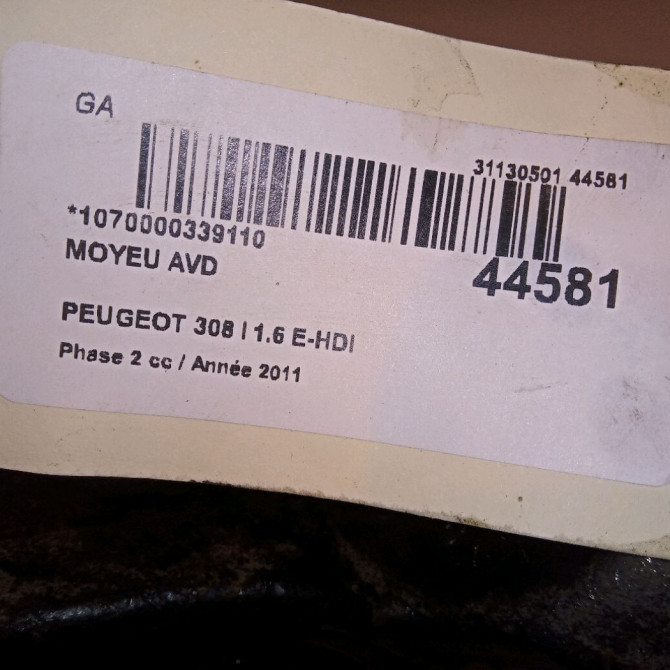 GA
31130501 44581
*1070000339110
MOYEU AVD
44581
PEUGEOT 308 I 1.6 E-HDI
Phase 2 cc / Année 2011